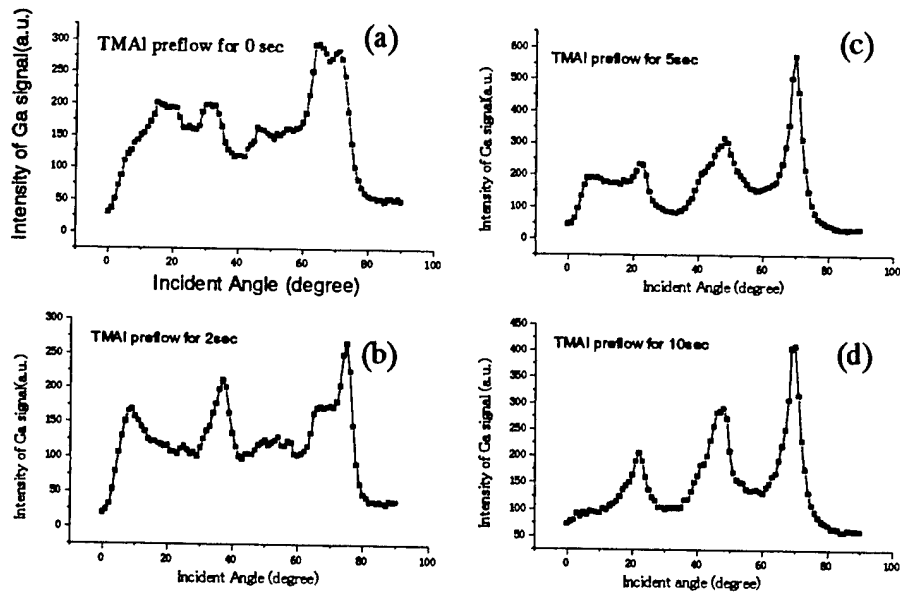 TMAl preflow for 0 sec
(a)
Intensity of Ga signal(a.u.)
300
250
200
150
100
50
0
0 20 40 60 80 100
Incident Angle (degree)
TMAl preflow for 2sec
(b)
Intensity of Ga signal(a.u.)
300
250
200
150
100
50
0
0 20 40 60 80 100
Incident Angle (degree)
TMAl preflow for 5sec
(c)
Intensity of Ga signal(a.u.)
600
500
400
300
200
100
0
0 20 40 60 80 100
Incident Angle (degree)
TMAl preflow for 10sec
(d)
Intensity of Ga signal (a.u.)
450
400
350
300
250
200
150
100
50
0 20 40 60 80 100
Incident angle (degree)